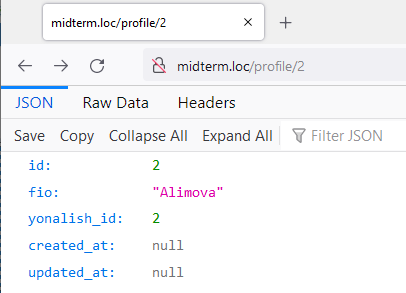 midterm.loc/profile/2
midterm.loc/profile/2
JSON Raw Data Headers
Save Copy Collapse All Expand All Filter JSON
id: 2
fio: "Alimova"
yonalish_id: 2
created_at: null
updated_at: null